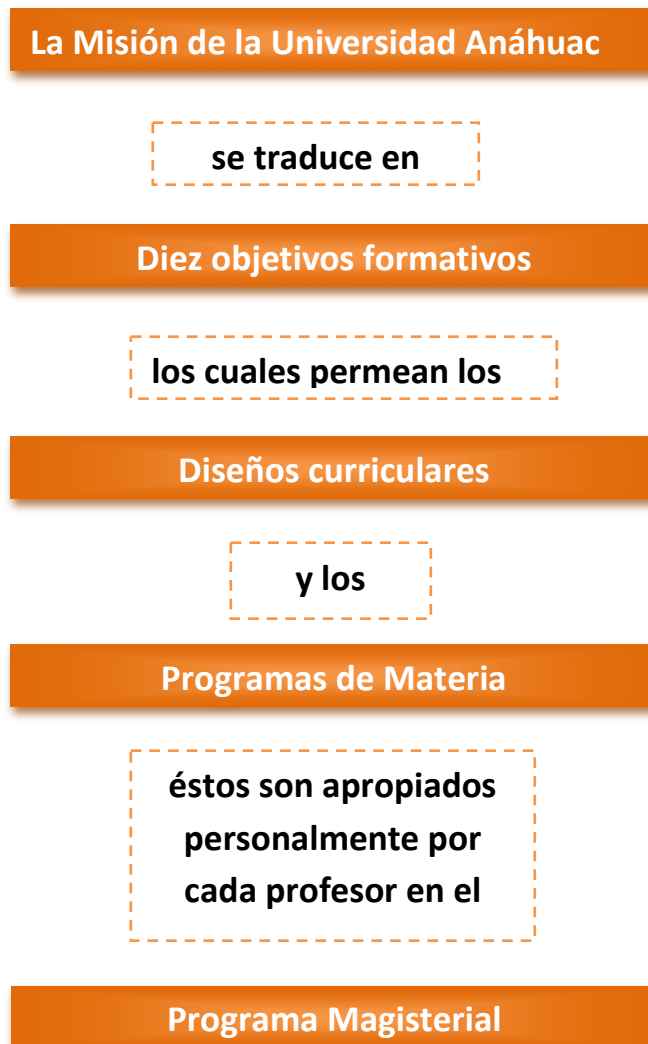 La Misión de la Universidad Anáhuac
se traduce en
Diez objetivos formativos
los cuales permean los
Diseños curriculares
y los
Programas de Materia
éstos son apropiados
personalmente por
cada profesor en el
Programa Magisterial